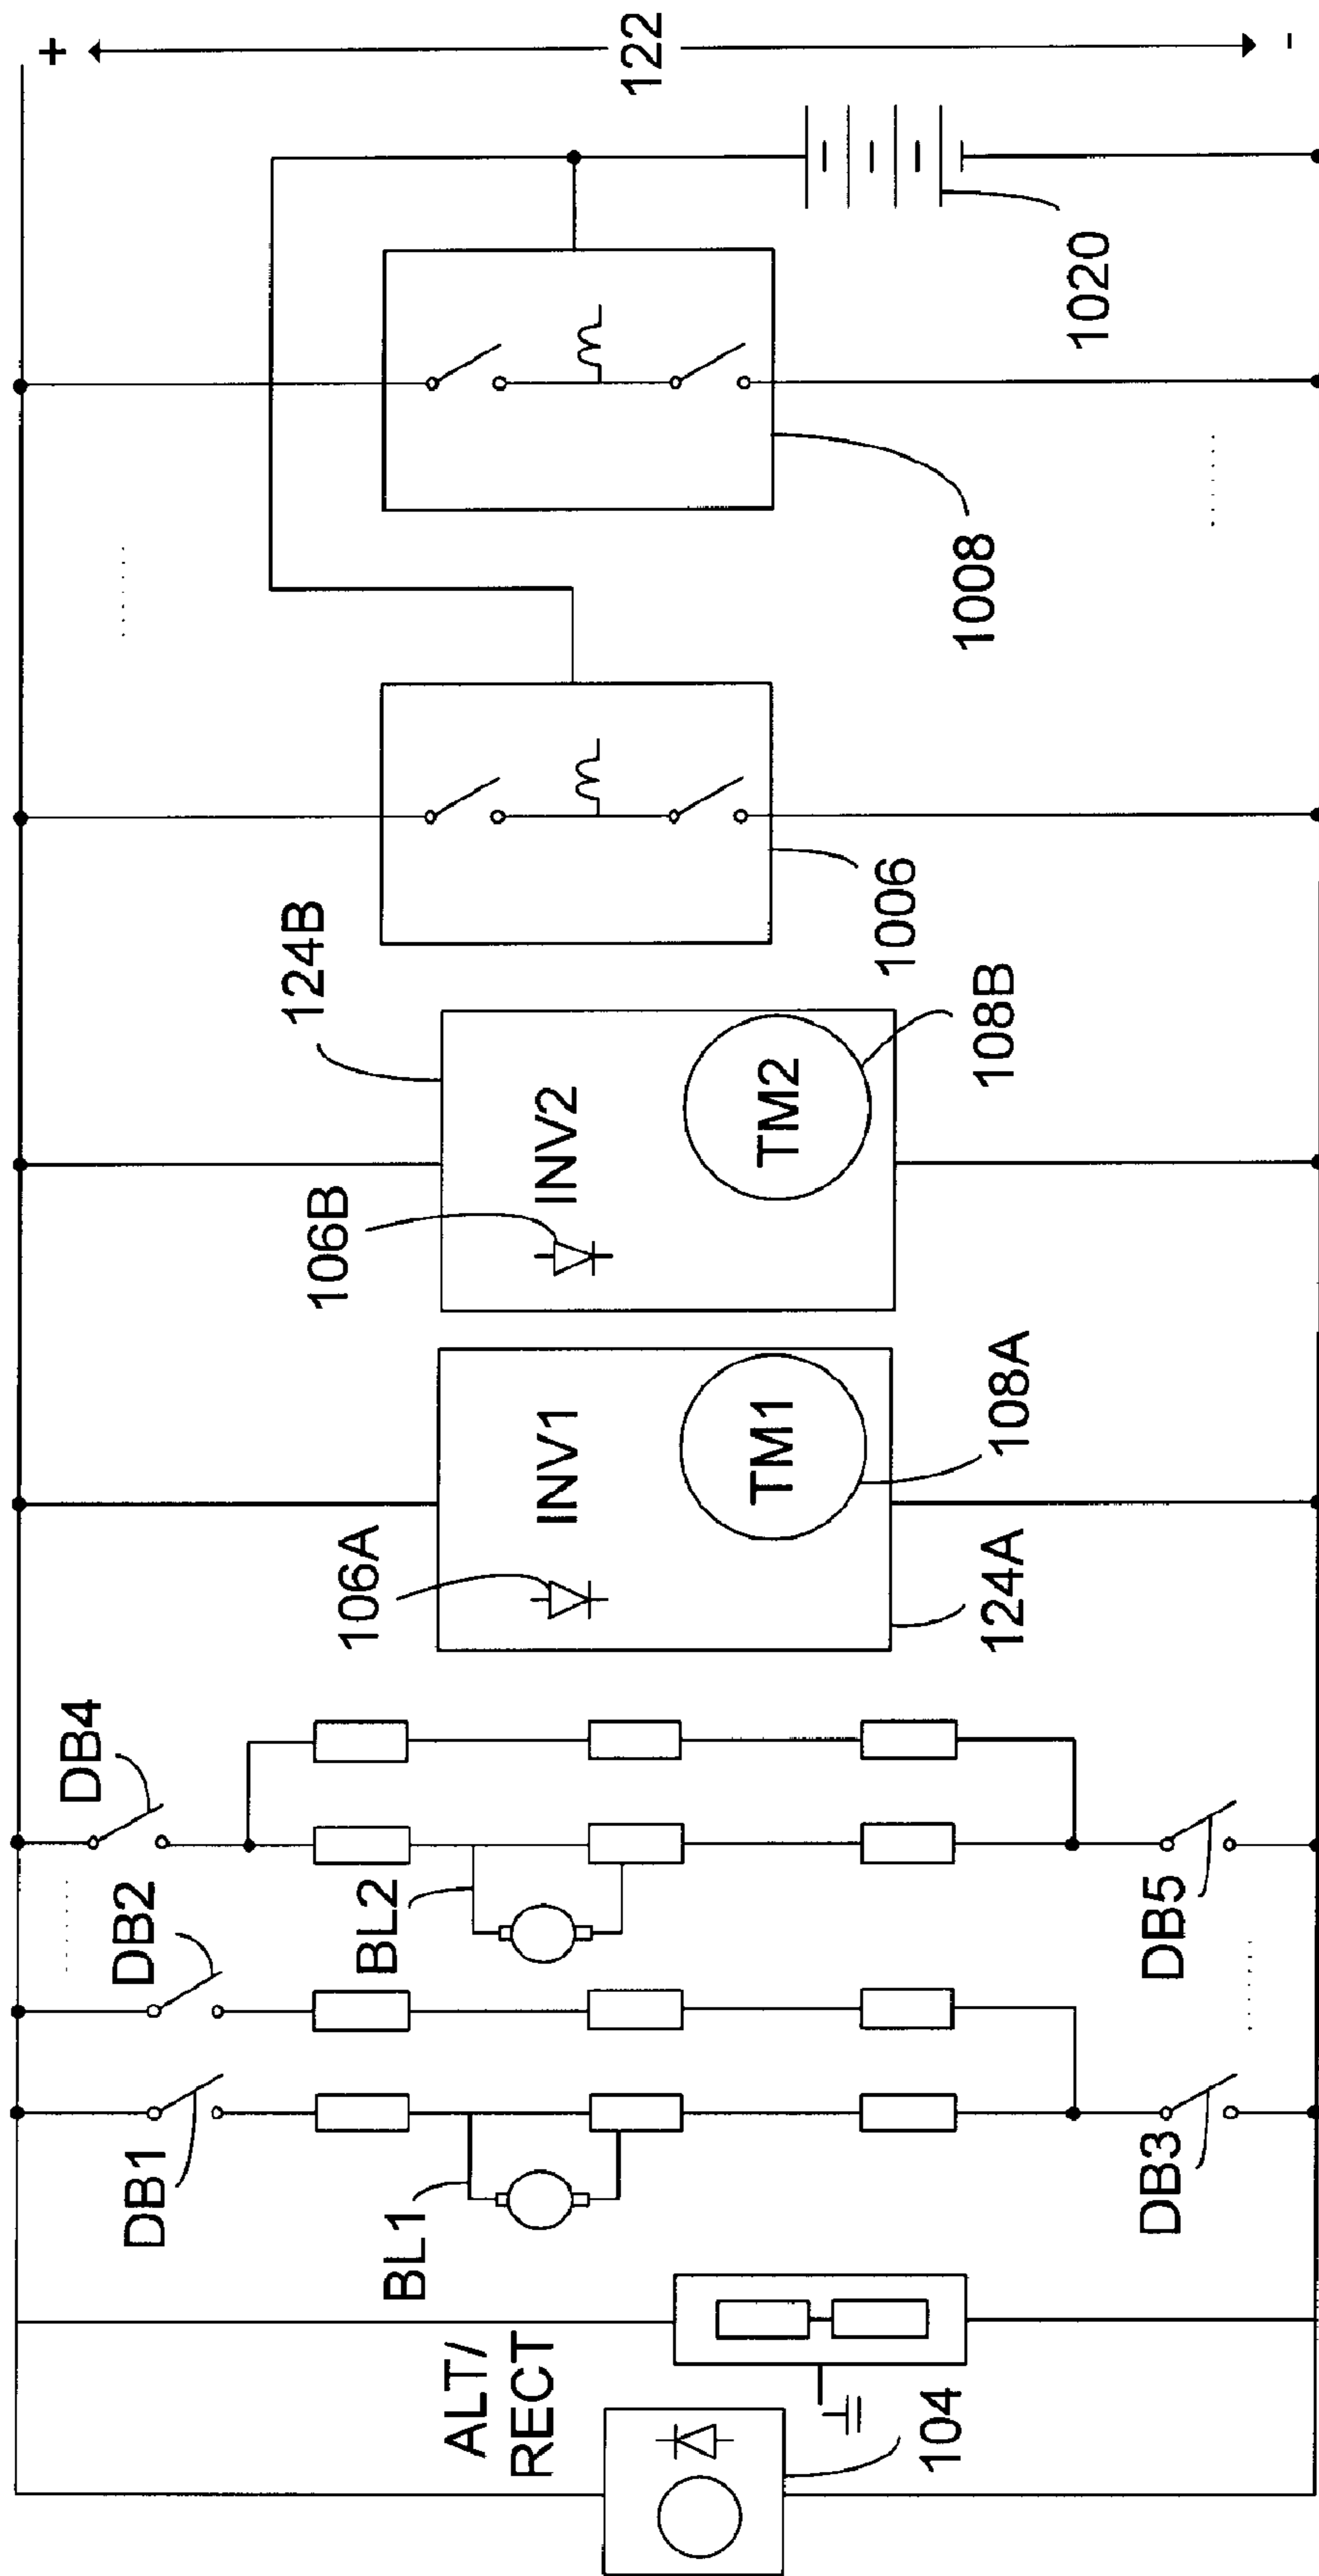 +
122
-
1020
1008
1006
124B
108B
INV2
TM2
106B
108A
INV1
TM1
106A
124A
DB4
BL2
DB5
DB2
DB1
BL1
DB3
ALT/
RECT
104